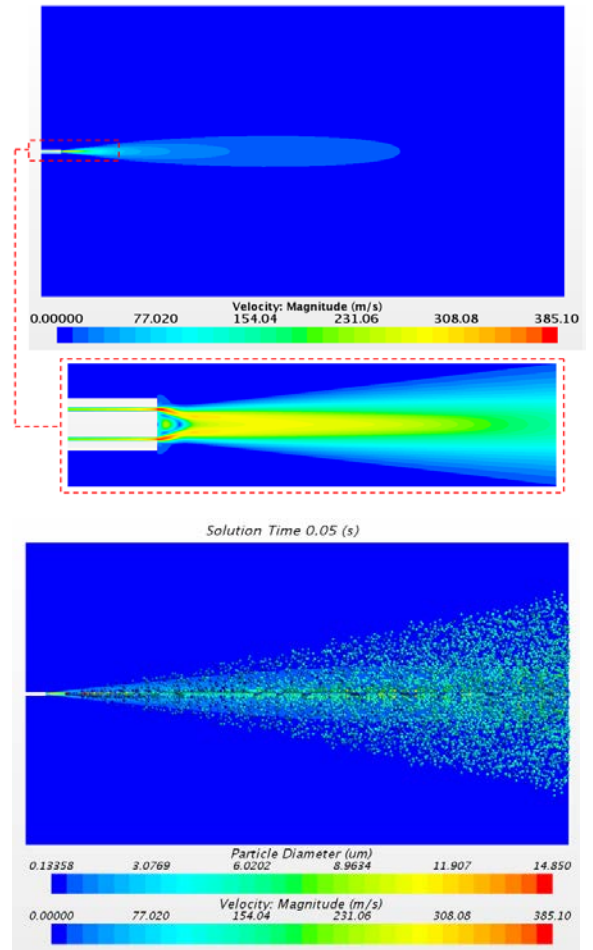 Velocity: Magnitude (m/s)
0.00000 77.020 154.04 231.06 308.08 385.10
Solution Time 0.05 (s)
Particle Diameter (um)
0.13358 3.0769 6.0202 8.9634 11.907 14.850
Velocity: Magnitude (m/s)
0.00000 77.020 154.04 231.06 308.08 385.10